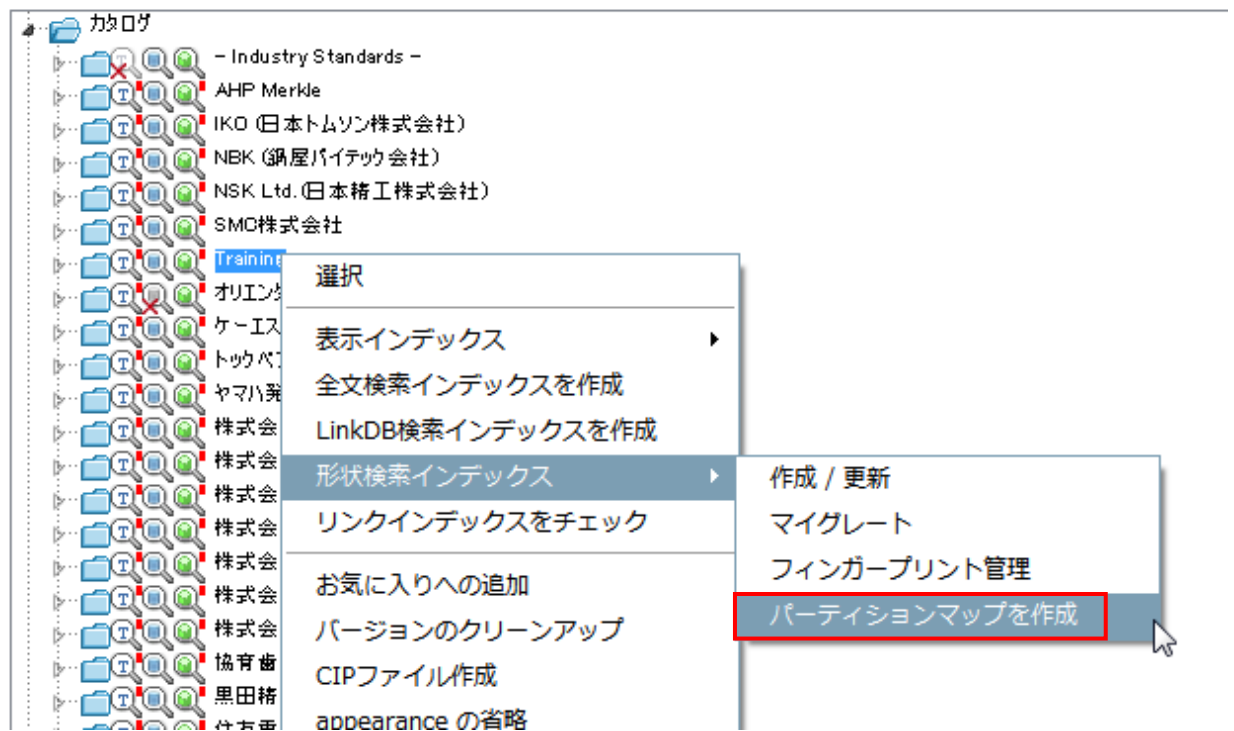 カタログ
- Industry Standards -
AHP Merkle
IKO (日本トムソン株式会社)
NBK (鍋屋バイテック会社)
NSK Ltd.(日本精工株式会社)
SMC株式会社
Training
オリエンタ
ケーエス
トックベ
ヤマハ発
株式会
株式会
株式会
株式会
株式会
株式会
株式会
協育歯
黒田精
住友重
選択
表示インデックス
全文検索インデックスを作成
LinkDB検索インデックスを作成
形状検索インデックス
リンクインデックスをチェック
お気に入りへの追加
バージョンのクリーンアップ
CIPファイル作成
appearance の省略
作成 / 更新
マイグレート
フィンガープリント管理
パーティションマップを作成